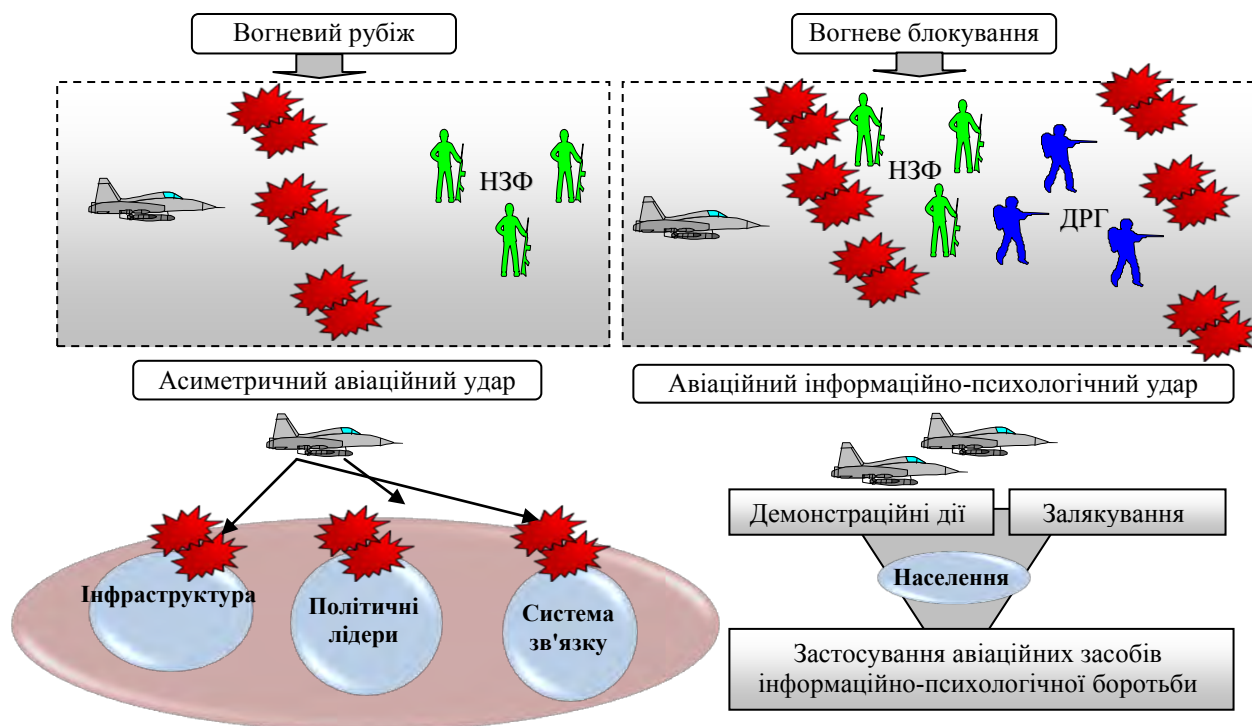 Вогневий рубіж
Вогневе блокування
НЗФ
НЗФ
ДРГ
Асиметричний авіаційний удар
Авіаційний інформаційно-психологічний удар
Інфраструктура
Політичні
лідери
Система
зв'язку
Демонстраційні дії
Залякування
Населення
Застосування авіаційних засобів
інформаційно-психологічної боротьби